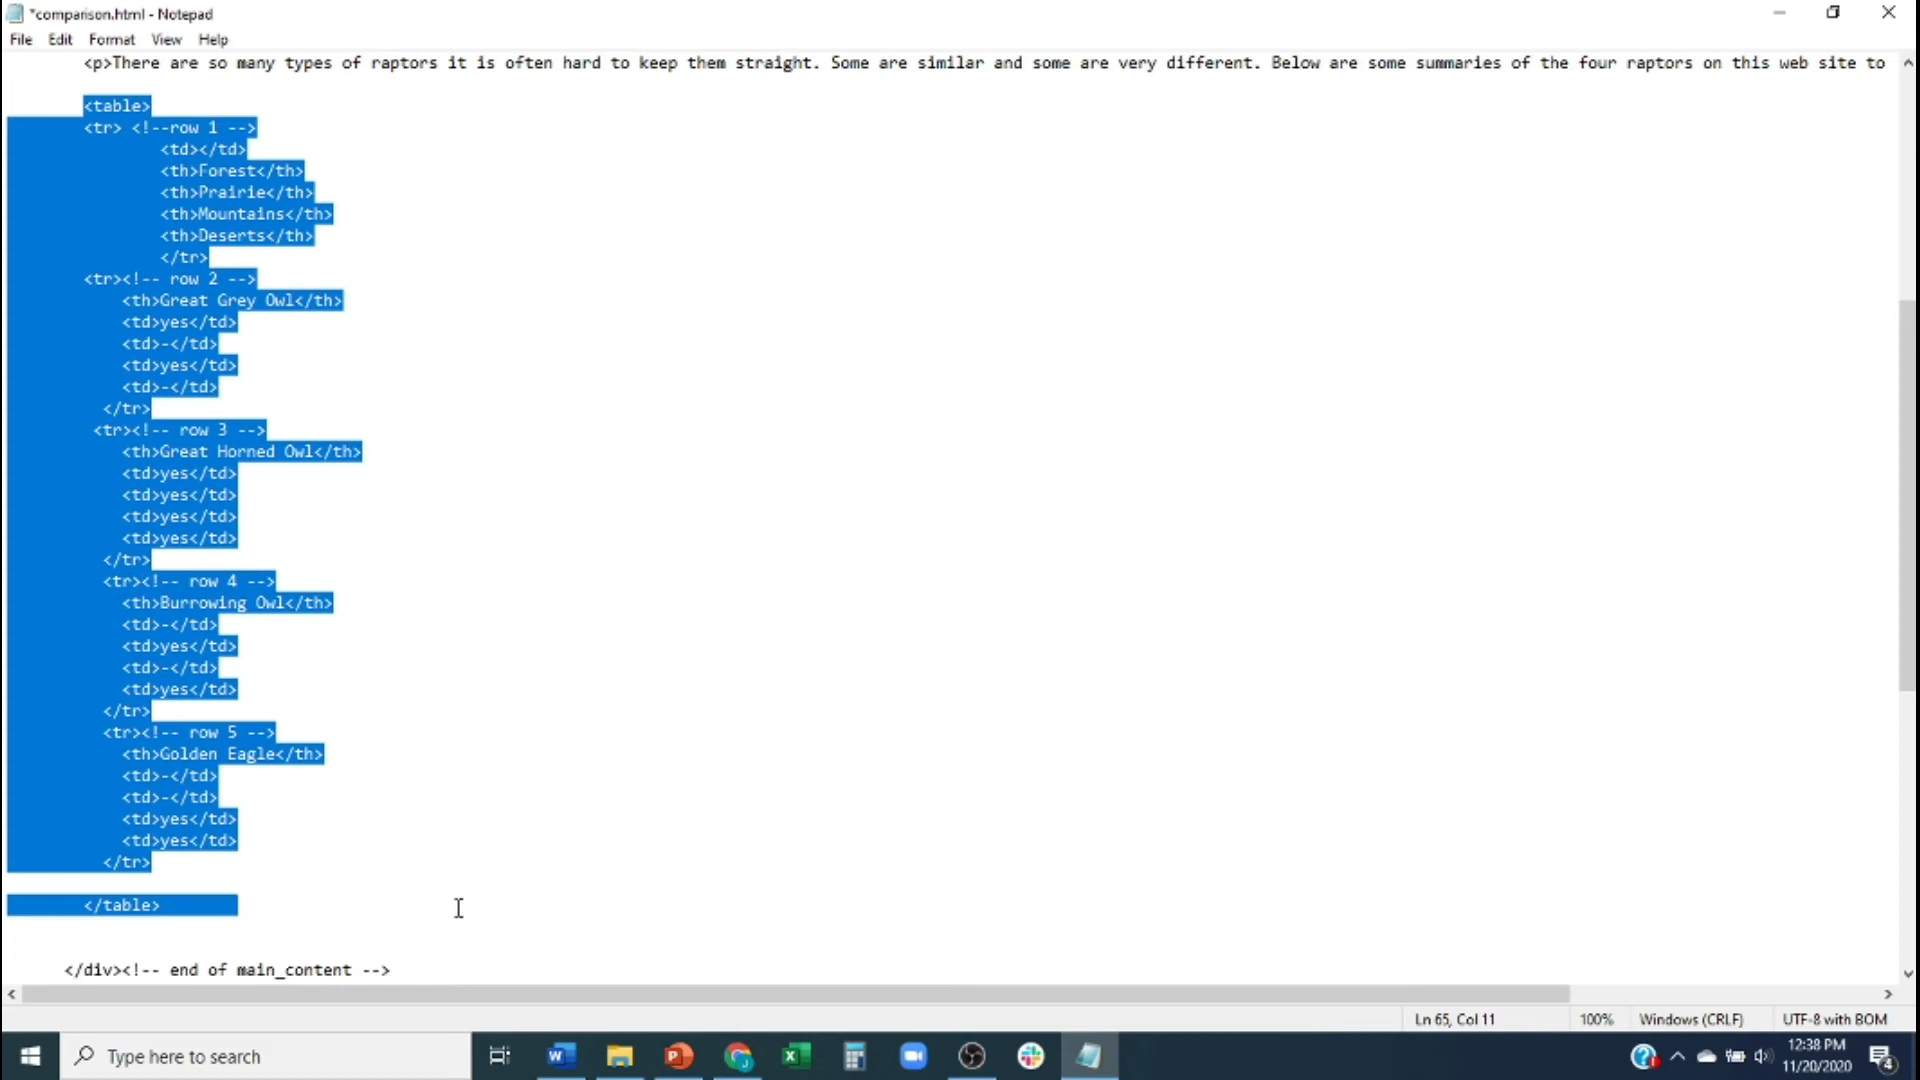 *comparison.html - Notepad
File Edit Format View Help
<p>There are so many types of raptors it is often hard to keep them straight. Some are similar and some are very different. Below are some summaries of the four raptors on this web site to
<table>
<tr> <!--row 1 -->
<td></td>
<th>Forest</th>
<th>Prairie</th>
<th>Mountains</th>
<th>Deserts</th>
</tr>
<tr><!-- row 2 -->
<th>Great Grey Owl</th>
<td>yes</td>
<td>-</td>
<td>yes</td>
<td>-</td>
</tr>
<tr><!-- row 3 -->
<th>Great Horned Owl</th>
<td>yes</td>
<td>yes</td>
<td>yes</td>
<td>yes</td>
</tr>
<tr><!-- row 4 -->
<th>Burrowing Owl</th>
<td>-</td>
<td>yes</td>
<td>-</td>
<td>yes</td>
</tr>
<tr><!-- row 5 -->
<th>Golden Eagle</th>
<td>-</td>
<td>-</td>
<td>yes</td>
<td>yes</td>
</tr>
</table>
</div><!-- end of main_content -->
Ln 65, Col 11 100% Windows (CRLF) UTF-8 with BOM
Type here to search
12:38 PM
11/20/2020
4